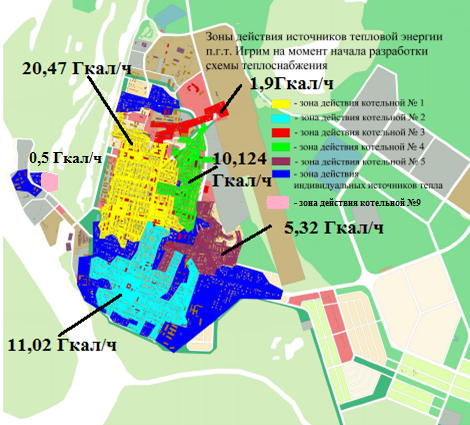 Зоны действия источников тепловой энергии
п.г.т. Игрим на момент начала разработки
схемы теплоснабжения
20,47 Гкал/ч
1,9Гкал/ч
- зона действия котельной № 1
- зона действия котельной № 2
- зона действия котельной № 3
- зона действия котельной № 4
- зона действия котельной № 5
- зона действия
индивидуальных источников тепла
- зона действия котельной №9
0,5 Гкал/ч
10,124
Гкал/ч
5,32 Гкал/ч
11,02 Гкал/ч